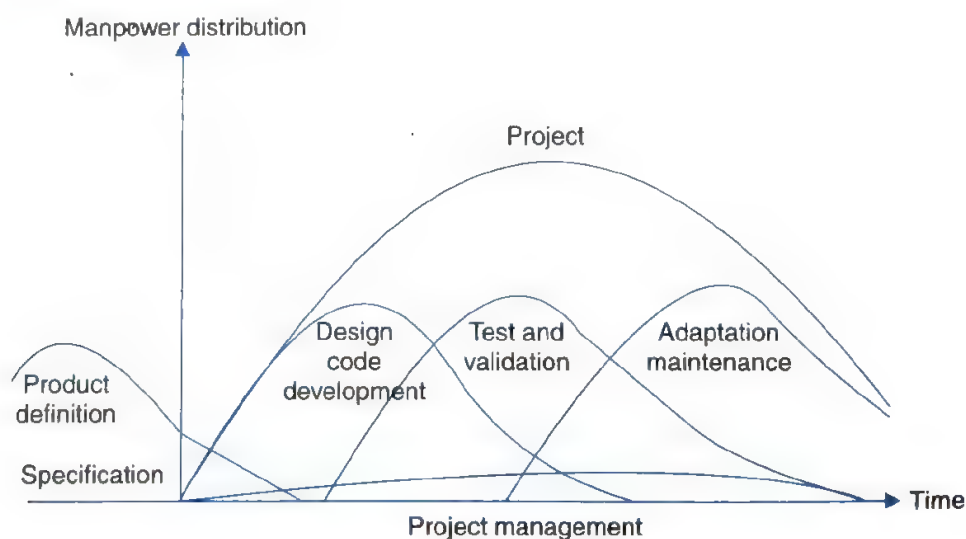 Manpower distribution
Project
Design
code
development
Test and
validation
Adaptation
maintenance
Product
definition
Specification
Time
Project management